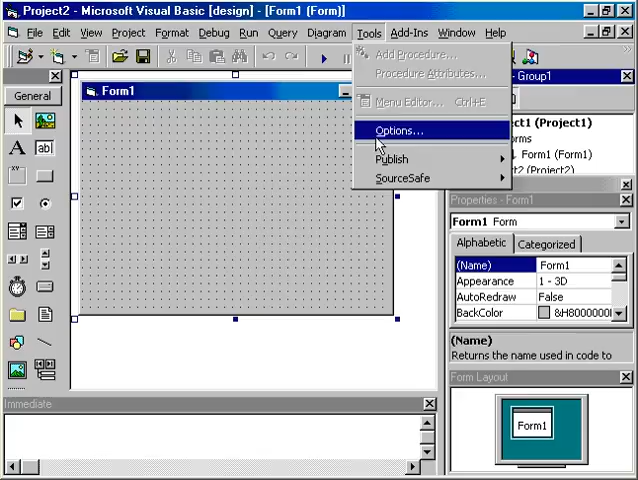 Project2 - Microsoft Visual Basic [design] - [Form1 (Form)]
File Edit View Project Format Debug Run Query Diagram Tools Add-Ins Window Help
Add Procedure...
Procedure Attributes...
Menu Editor... Ctrl+E
Options...
Publish
SourceSafe
General
A
ab
xy
Form1
- Group1
ct1 (Project1)
Form1 (Form1)
Properties - Form1
Form1 Form
Alphabetic Categorized
(Name) Form1
Appearance 1 - 3D
AutoRedraw False
BackColor
(Name)
Returns the name used in code to
Form Layout
Form1
Immediate